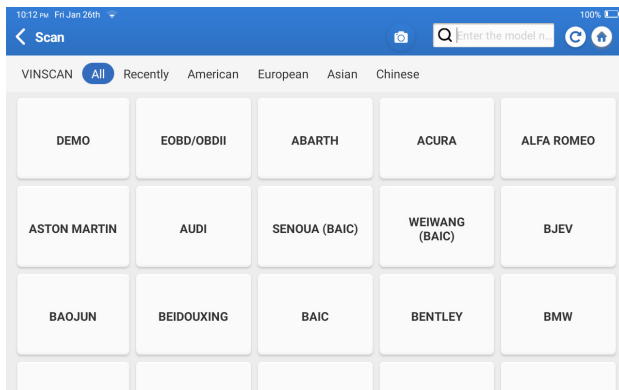 10:12 PM Fri Jan 26th
100%
Scan
Enter the model n...
VINSCAN All Recently American European Asian Chinese
DEMO
EOBD/OBDII
ABARTH
ACURA
ALFA ROMEO
ASTON MARTIN
AUDI
SENOUA (BAIC)
WEIWANG
(BAIC)
BJEV
BAOJUN
BEIDOUXING
BAIC
BENTLEY
BMW